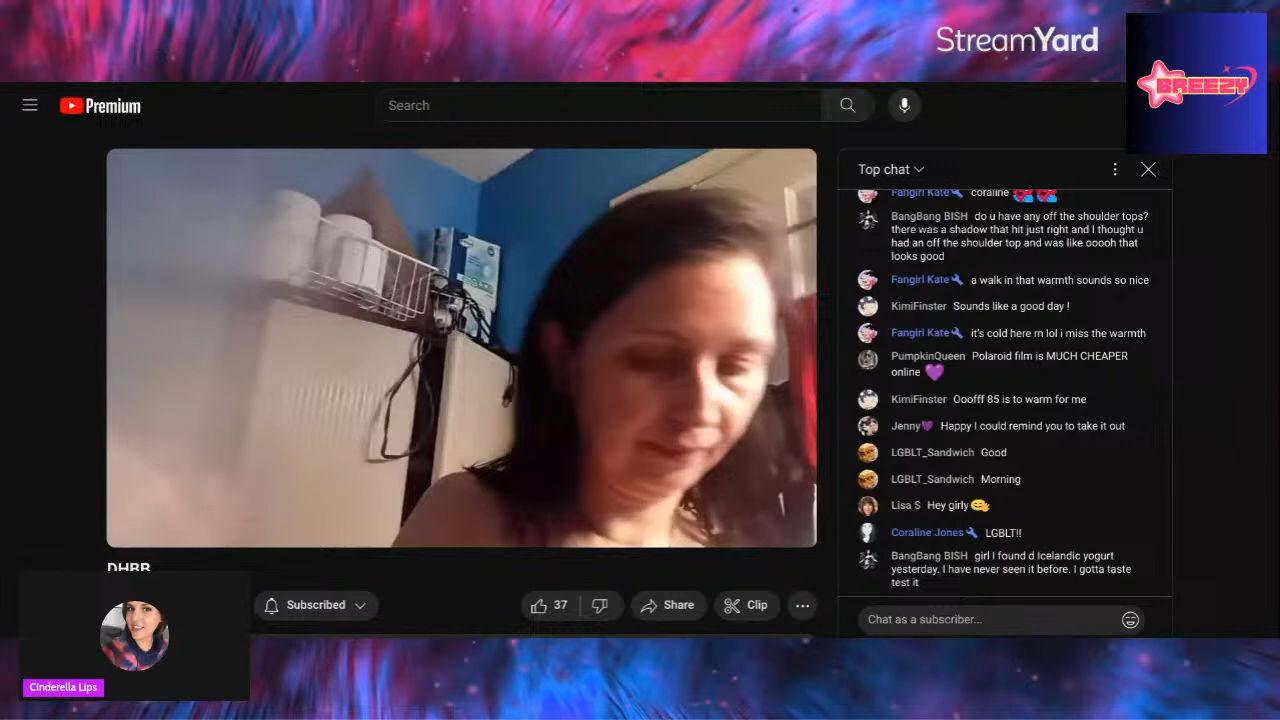 StreamYard
BREEZY
Premium
Search
Top chat
Fangirl Kate coraline
BangBang BISH do u have any off the shoulder tops?
there was a shadow that hit just right and I thought u
had an off the shoulder top and was like ooooh that
looks good
Fangirl Kate a walk in that warmth sounds so nice
KimiFinster Sounds like a good day !
Fangirl Kate it's cold here rn lol i miss the warmth
PumpkinQueen Polaroid film is MUCH CHEAPER
online 💜
KimiFinster Ooofff 85 is to warm for me
Jenny💜 Happy I could remind you to take it out
LGBLT_Sandwich Good
LGBLT_Sandwich Morning
Lisa S Hey girly
Coraline Jones LGBLT!!
BangBang BISH girl I found d Icelandic yogurt
yesterday. I have never seen it before. I gotta taste
test it
Chat as a subscriber...
DHRB
Subscribed
37
Share
Clip
Cinderella Lips